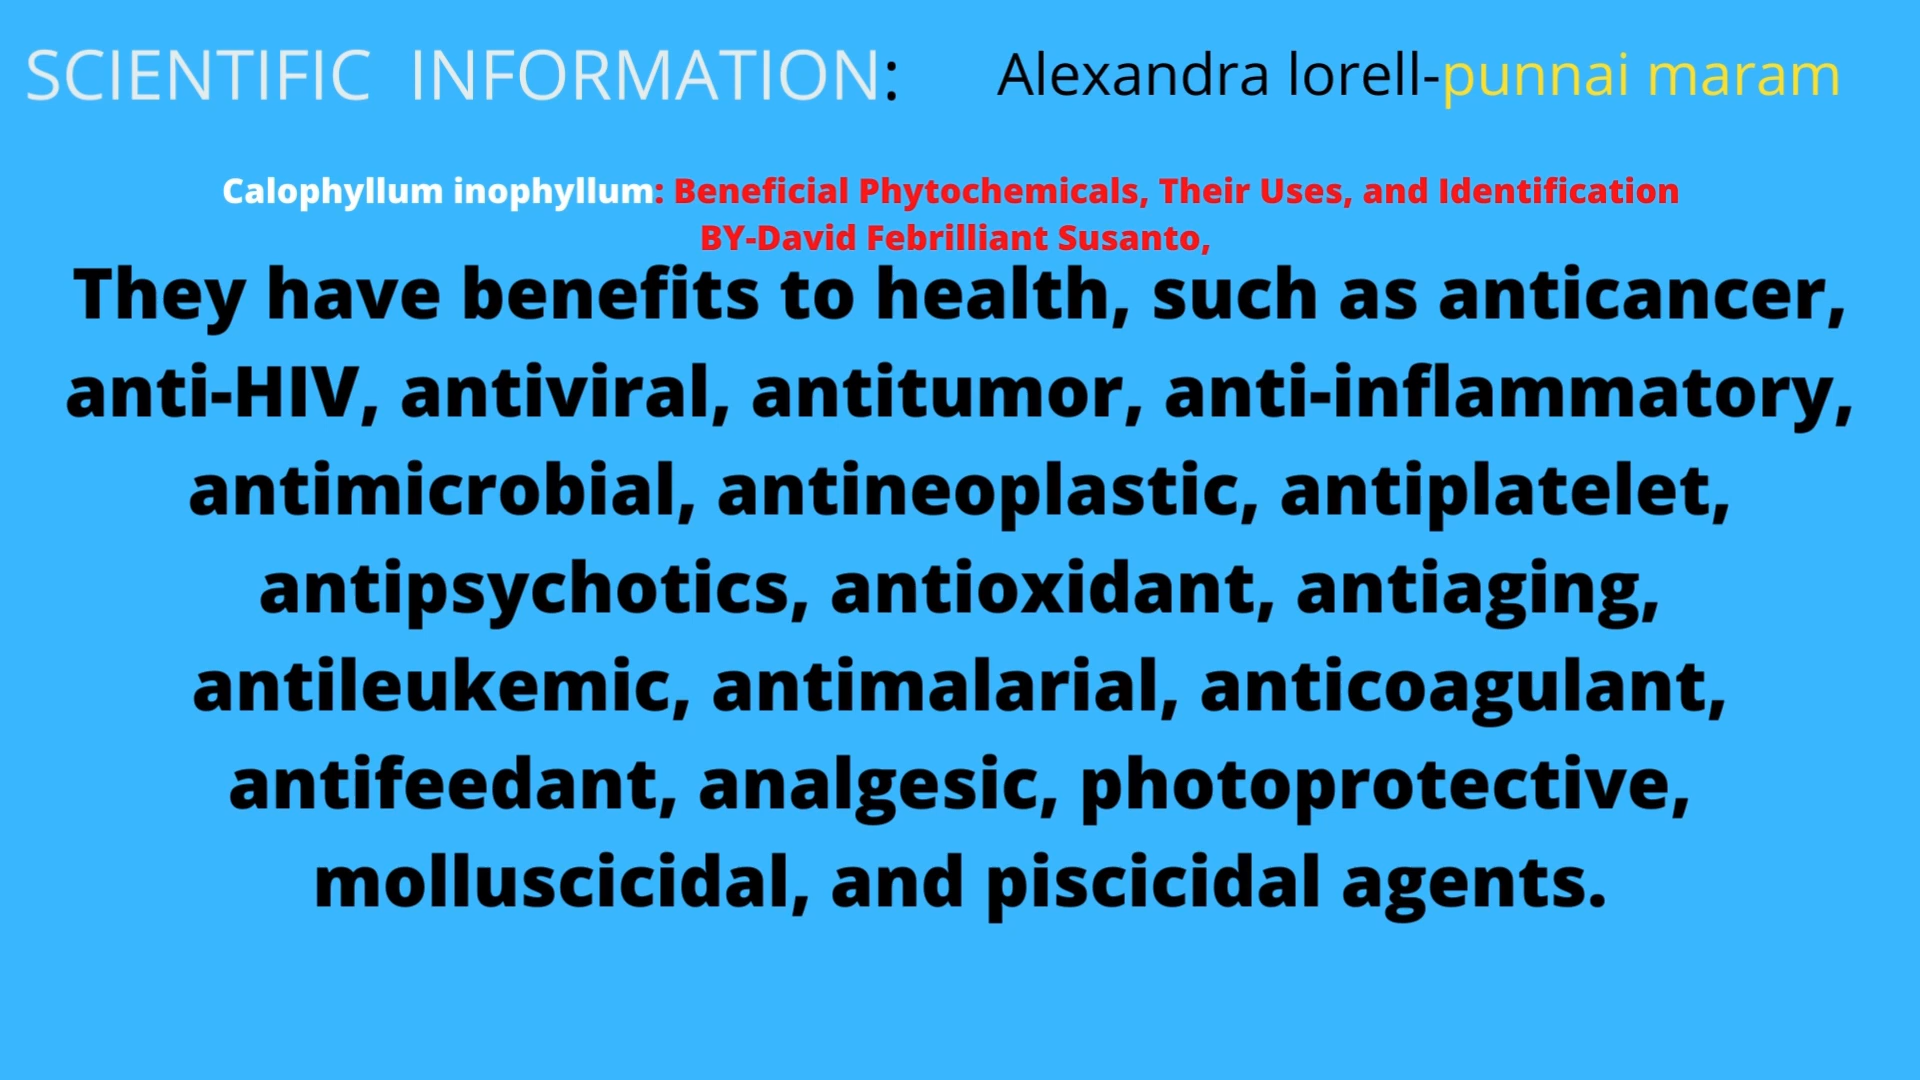 SCIENTIFIC INFORMATION: Alexandra lorell-punnai maram
Calophyllum inophyllum: Beneficial Phytochemicals, Their Uses, and Identification
BY-David Febrilliant Susanto,
They have benefits to health, such as anticancer,
anti-HIV, antiviral, antitumor, anti-inflammatory,
antimicrobial, antineoplastic, antiplatelet,
antipsychotics, antioxidant, antiaging,
antileukemic, antimalarial, anticoagulant,
antifeedant, analgesic, photoprotective,
molluscicidal, and piscicidal agents.